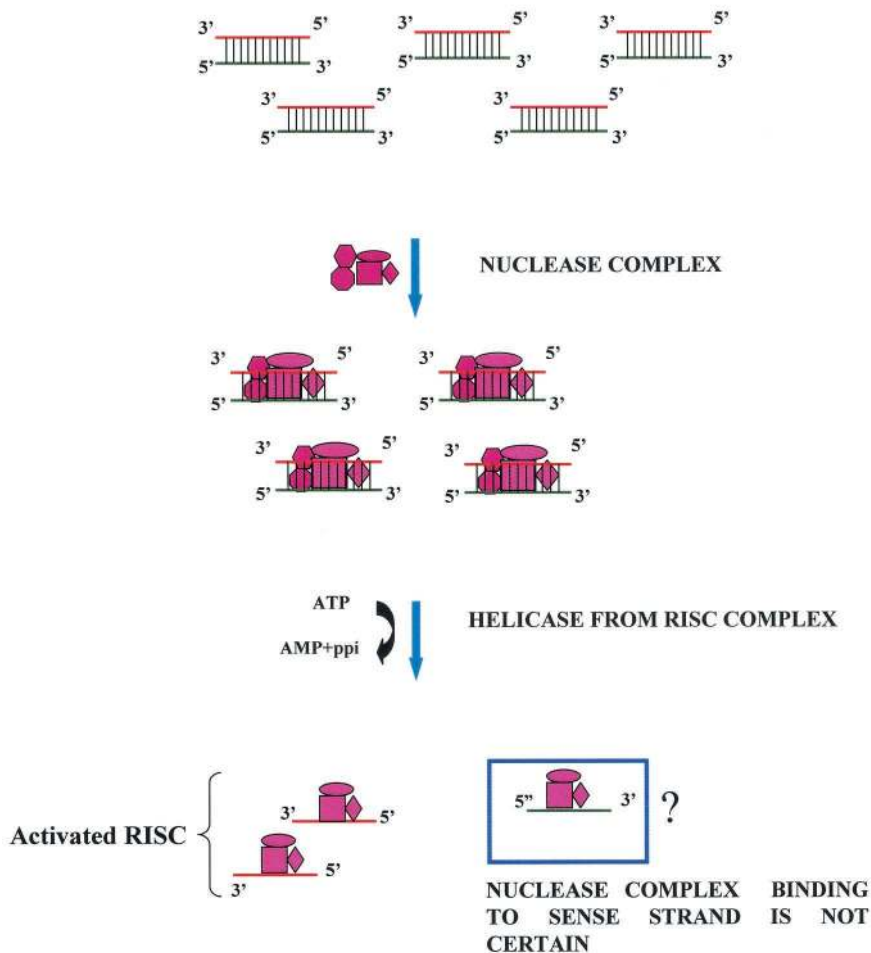 3’ 5’ 3’ 5’ 3’ 5’
5’ 3’ 5’ 3’ 5’ 3’
3’ 5’ 3’ 5’
5’ 3’ 5’ 3’
NUCLEASE COMPLEX
3’ 5’ 3’ 5’
5’ 3’ 5’ 3’
3’ 5’ 3’ 5’
5’ 3’ 5’ 3’
ATP
HELICASE FROM RISC COMPLEX
AMP+ppi
5’’ 3’ ?
3’ 5’
Activated RISC
5’
3’
NUCLEASE COMPLEX BINDING
TO SENSE STRAND IS NOT
CERTAIN